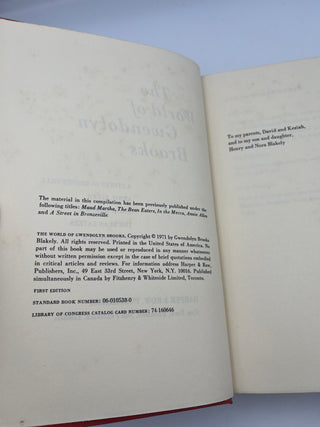 The
World of
Gwendolyn
Brooks
The material in this compilation has been previously published under the
following titles: Maud Martha, The Bean Eaters, In the Mecca, Annie Allen,
and A Street in Bronzeville
THE WORLD OF GWENDOLYN BROOKS. Copyright © 1971 by Gwendolyn Brooks
Blakely. All rights reserved. Printed in the United States of America. No
part of this book may be used or reproduced in any manner whatsoever
without written permission except in the case of brief quotations embodied
in critical articles and reviews. For information address Harper & Row,
Publishers, Inc., 49 East 33rd Street, New York, N.Y. 10016. Published
simultaneously in Canada by Fitzhenry & Whiteside Limited, Toronto.
FIRST EDITION
STANDARD BOOK NUMBER: 06-010538-0
LIBRARY OF CONGRESS CATALOG CARD NUMBER: 74-160646
To my parents, David and Keziah,
and to my son and daughter,
Henry and Nora Blakely